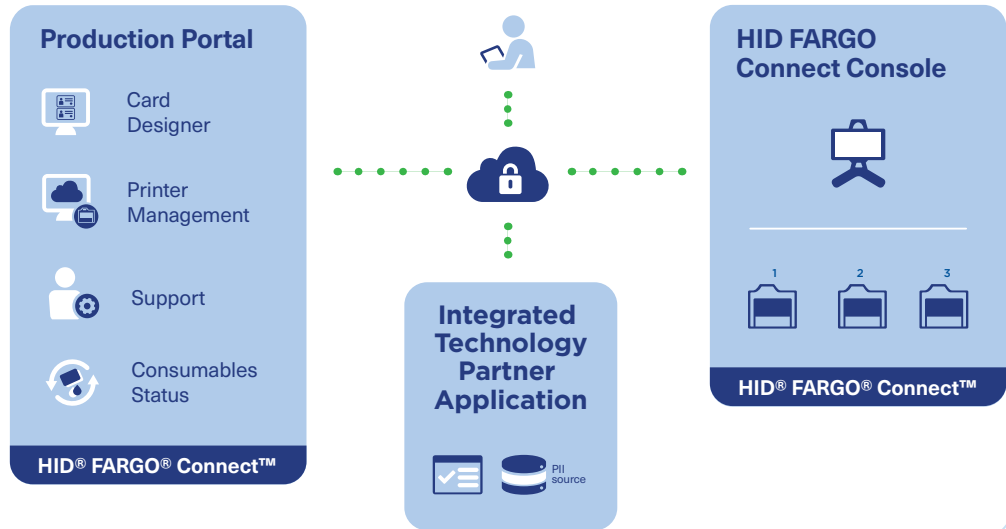 Production Portal
Card
Designer
Printer
Management
Support
Consumables
Status
HID® FARGO® Connect™
Integrated
Technology
Partner
Application
PII
source
HID FARGO
Connect Console
1
2
3
HID® FARGO® Connect™